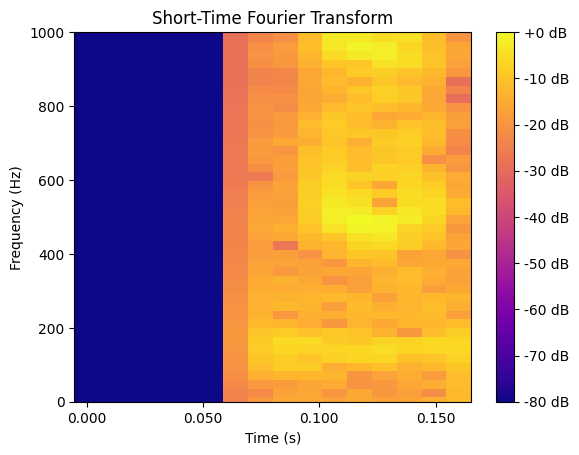 Short-Time Fourier Transform
Frequency (Hz)
1000
800
600
400
200
0
0.000
0.050
0.100
0.150
Time (s)
+0 dB
-10 dB
-20 dB
-30 dB
-40 dB
-50 dB
-60 dB
-70 dB
-80 dB